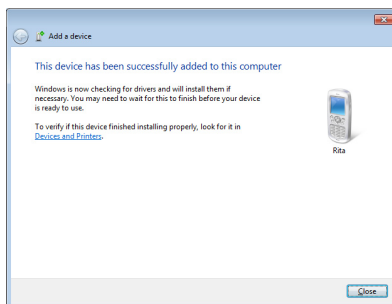 Add a device
This device has been successfully added to this computer
Windows is now checking for drivers and will install them if
necessary. You may need to wait for this to finish before your device
is ready to use.
To verify if this device finished installing properly, look for it in
Devices and Printers.
Rita
Close